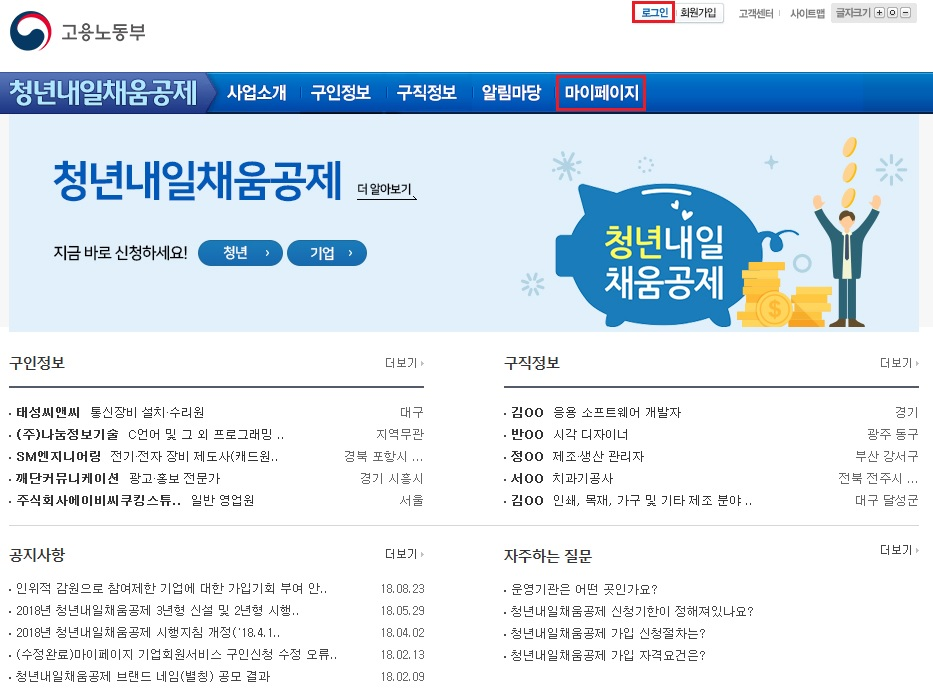 로그인 회원가입 고객센터 사이트맵 글자크기
고용노동부
청년내일채움공제 사업소개 구인정보 구직정보 알림마당 마이페이지
청년내일채움공제 더 알아보기
지금 바로 신청하세요! 청년 › 기업 ›
청년내일
채움공제
구인정보 더보기
구직정보 더보기
· 태성씨앤씨 통신장비 설치·수리원 대구
· (주)나눔정보기술 C언어 및 그 외 프로그래밍 .. 지역무관
· SM엔지니어링 전기·전자 장비 제도사(캐드원.. 경북 포항시 ...
· 깨단커뮤니케이션 광고·홍보 전문가 경기 시흥시
· 주식회사에이비씨쿠킹스튜.. 일반 영업원 서울
· 김OO 응용 소프트웨어 개발자 경기
· 반OO 시각 디자이너 광주 동구
· 정OO 제조·생산 관리자 부산 강서구
· 서OO 치과기공사 전북 전주시 ...
· 김OO 인쇄, 목재, 가구 및 기타 제조 분야 .. 대구 달성군
공지사항 더보기
· 인위적 감원으로 참여제한 기업에 대한 가입기회 부여 안.. 18.08.23
· 2018년 청년내일채움공제 3년형 신설 및 2년형 시행.. 18.05.29
· 2018년 청년내일채움공제 시행지침 개정('18.4.1.. 18.04.02
· (수정완료)마이페이지 기업회원서비스 구인신청 수정 오류.. 18.02.13
· 청년내일채움공제 브랜드 네임(별칭) 공모 결과 18.02.09
자주하는 질문 더보기
· 운영기관은 어떤 곳인가요?
· 청년내일채움공제 신청기한이 정해져있나요?
· 청년내일채움공제 가입 신청절차는?
· 청년내일채움공제 가입 자격요건은?